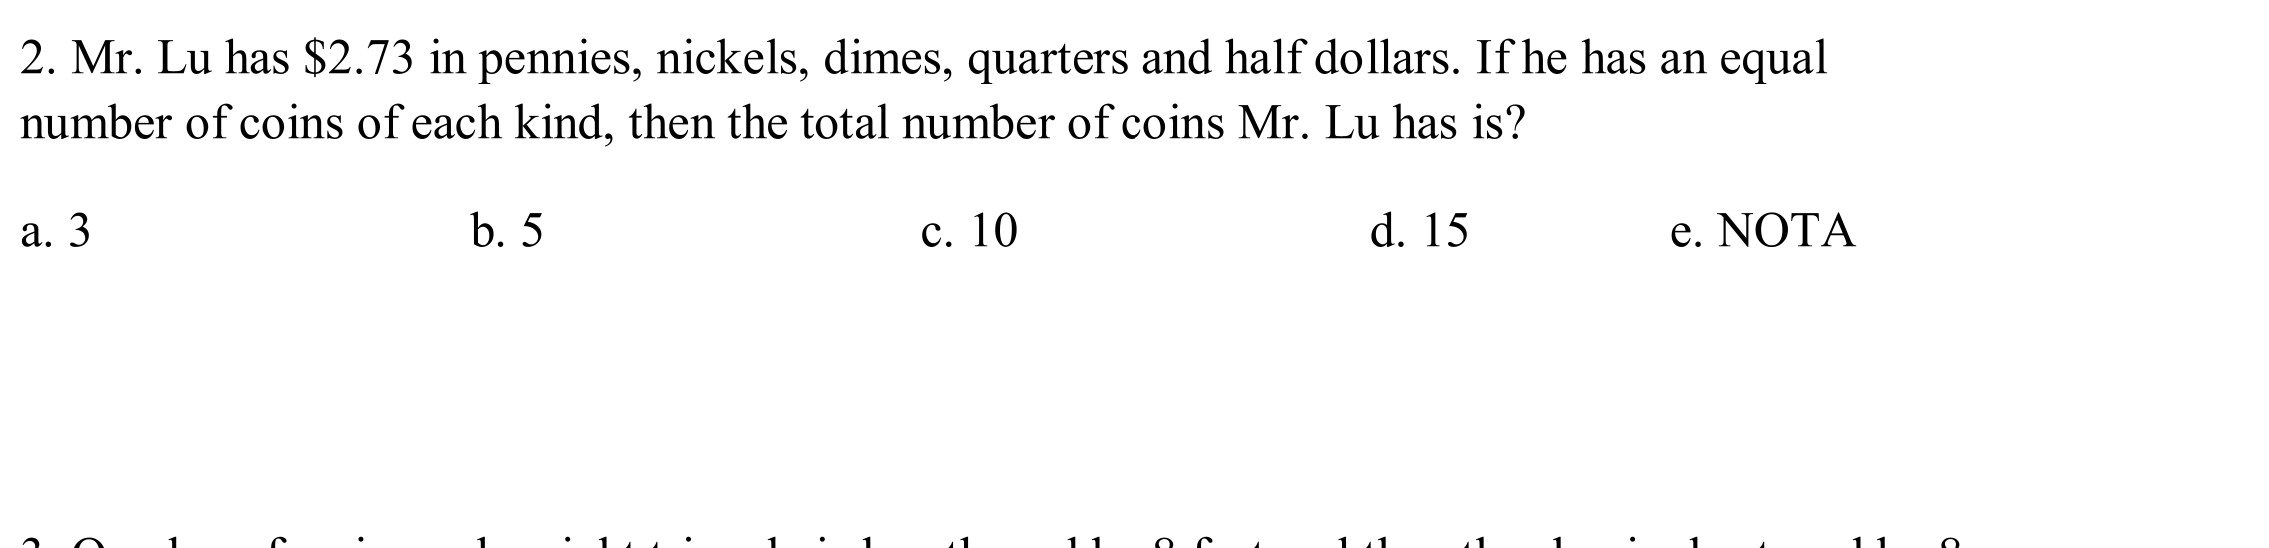 2. Mr. Lu has $2.73 in pennies, nickels, dimes, quarters and half dollars. If he has an equal
number of coins of each kind, then the total number of coins Mr. Lu has is?
a. 3 b. 5 c. 10 d. 15 e. NOTA